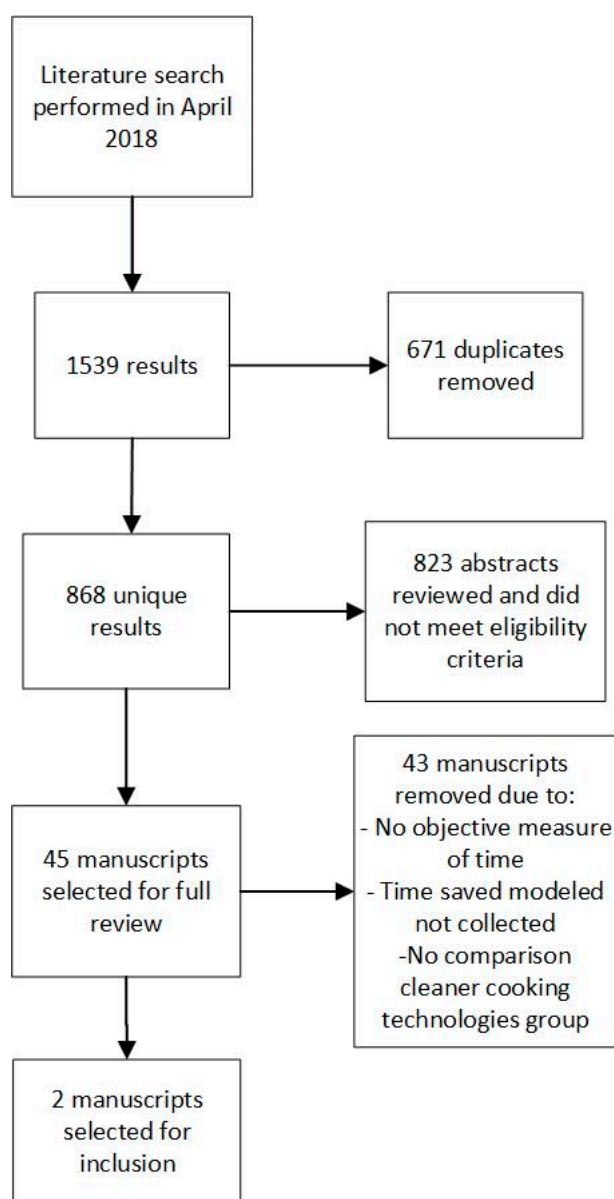 Literature search
performed in April
2018
1539 results
671 duplicates
removed
868 unique
results
823 abstracts
reviewed and did
not meet eligibility
criteria
45 manuscripts
selected for full
review
43 manuscripts
removed due to:
- No objective measure
of time
- Time saved modeled
not collected
-No comparison
cleaner cooking
technologies group
2 manuscripts
selected for
inclusion